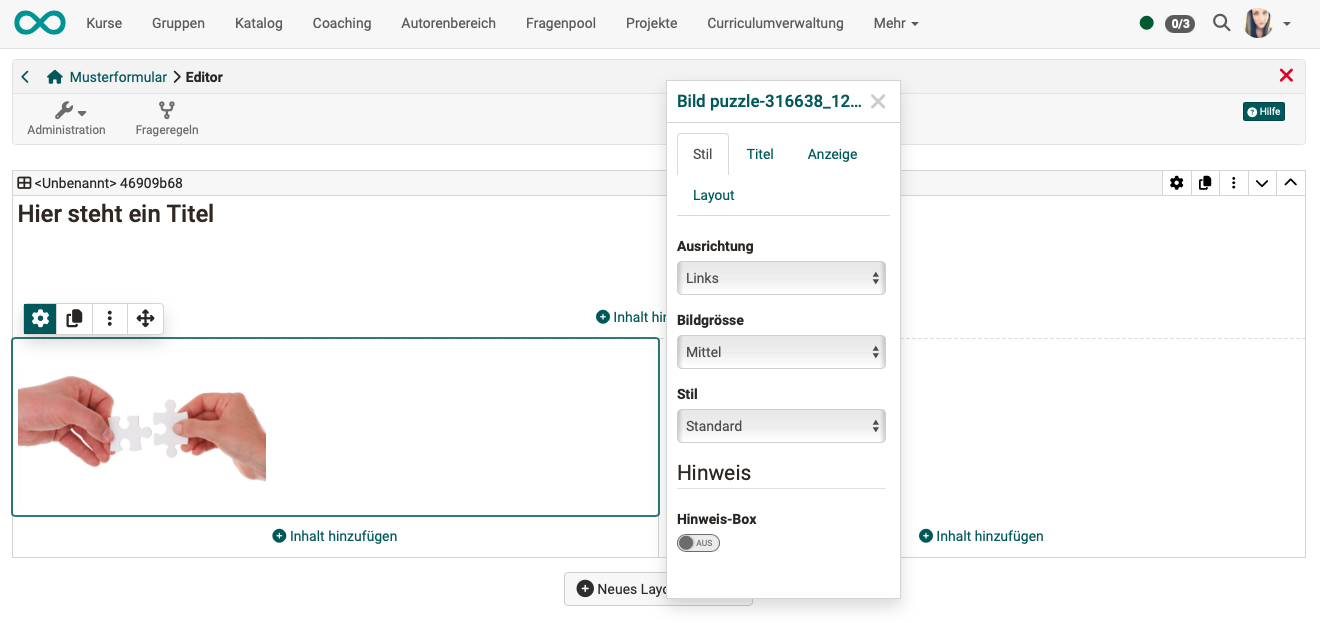 Kurse Gruppen Katalog Coaching Autorenbereich Fragenpool Projekte Curriculumverwaltung Mehr 0/3
Musterformular Editor
Administration Frageregeln
Hilfe
Bild puzzle-316638_12...
Stil Titel Anzeige
Layout
<Unbenannt> 46909b68
Hier steht ein Titel
Ausrichtung
Links
Inhalt hin
Bildgrösse
Mittel
Stil
Standard
Hinweis
Hinweis-Box
AUS
Inhalt hinzufügen
Inhalt hinzufügen
Neues Layo